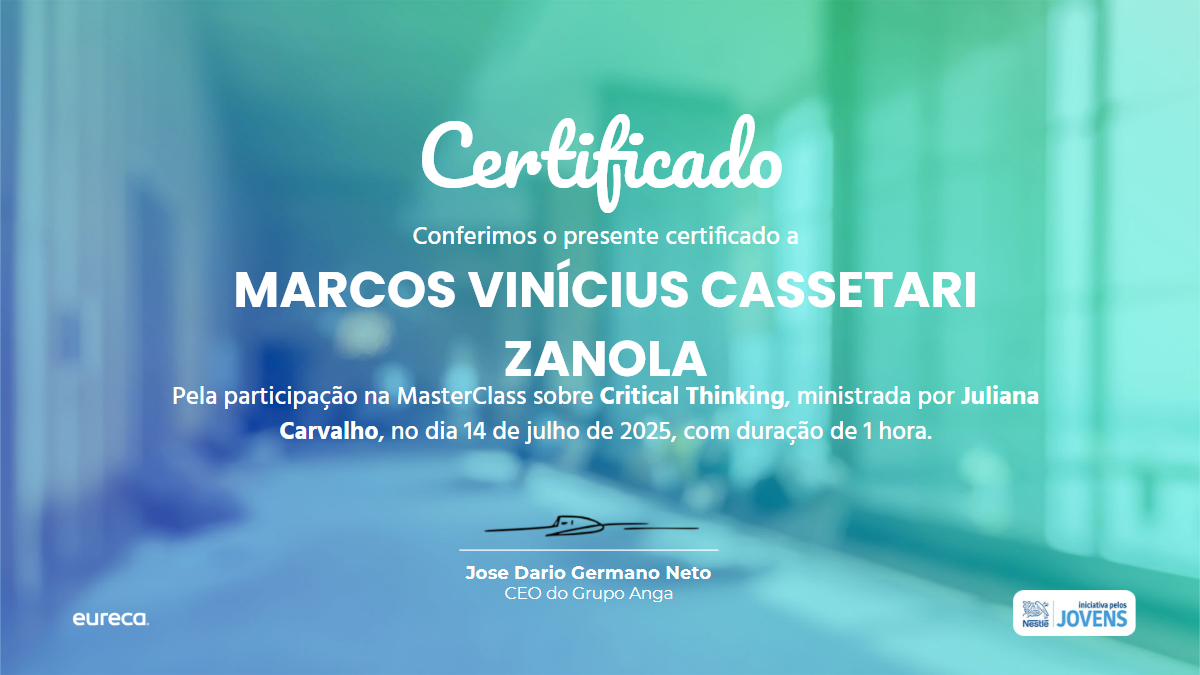 Certificado
Conferimos o presente certificado a
MARCOS VINÍCIUS CASSETARI
ZANOLA
Pela participação na MasterClass sobre Critical Thinking, ministrada por Juliana
Carvalho, no dia 14 de julho de 2025, com duração de 1 hora.
Jose Dario Germano Neto
CEO do Grupo Anga
eureca.
Nestlé
iniciativa pelos
JOVENS